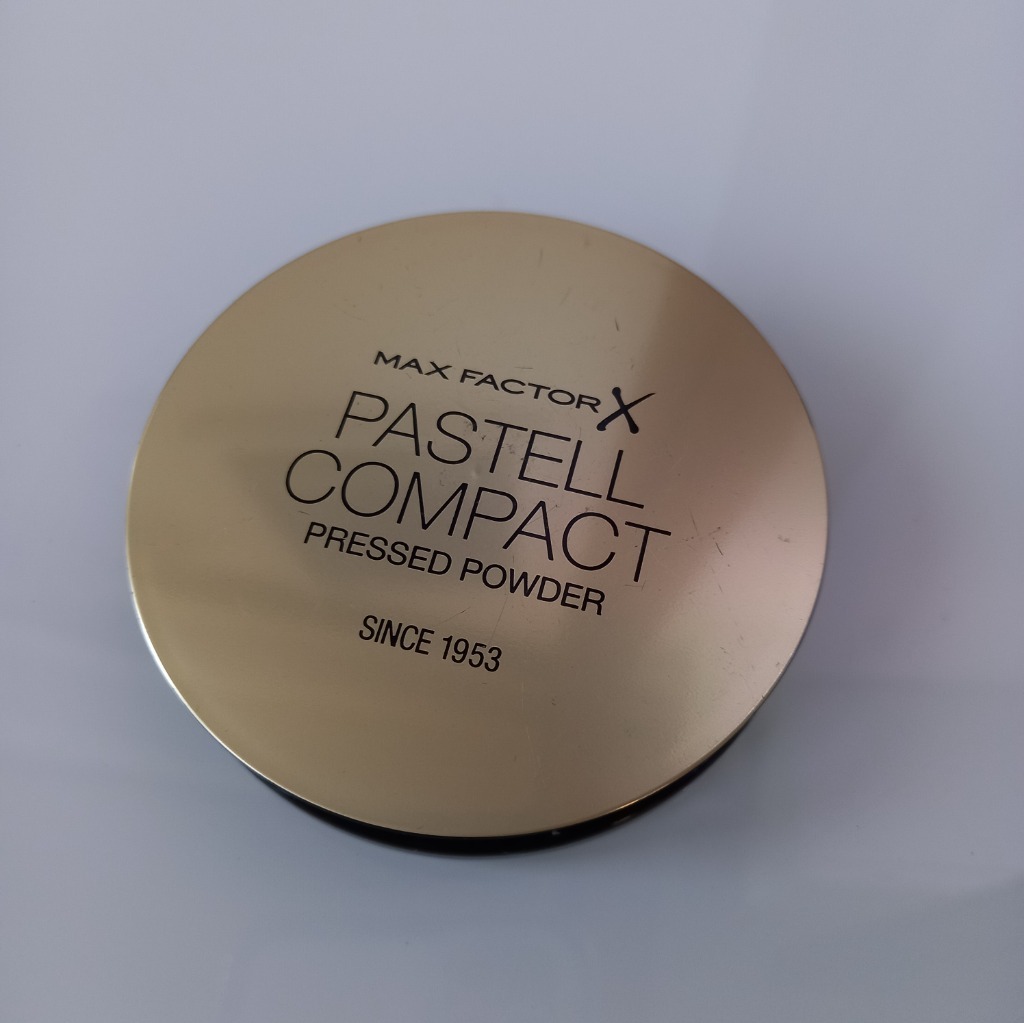 MAX FACTOR X
PASTELL
COMPACT
PRESSED POWDER
SINCE 1953